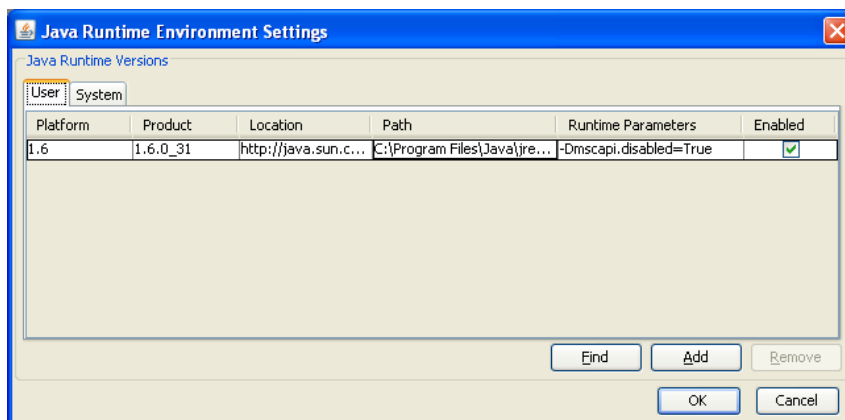 Java Runtime Environment Settings
Java Runtime Versions
User System
Platform Product Location Path Runtime Parameters Enabled
1.6 1.6.0_31 http://java.sun.c... C:\Program Files\Java\jre... -Dmscapi.disabled=True
Find Add Remove
OK Cancel